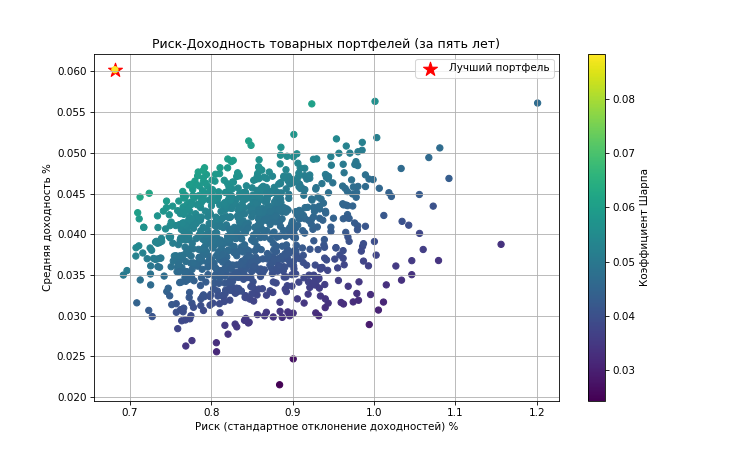 Риск-Доходность товарных портфелей (за пять лет)
Лучший портфель
Средняя доходность %
0.060
0.055
0.050
0.045
0.040
0.035
0.030
0.025
0.020
0.7 0.8 0.9 1.0 1.1 1.2
Риск (стандартное отклонение доходностей) %
0.08
0.07
0.06
0.05
0.04
0.03
Коэффициент Шарпа